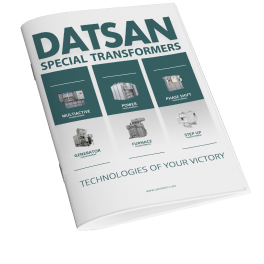 DATSAN
SPECIAL TRANSFORMERS
MULTIACTIVE
POWER
PHASE SHIFT
GENERATOR
FURNACE
STEP UP
TECHNOLOGIES OF YOUR VICTORY